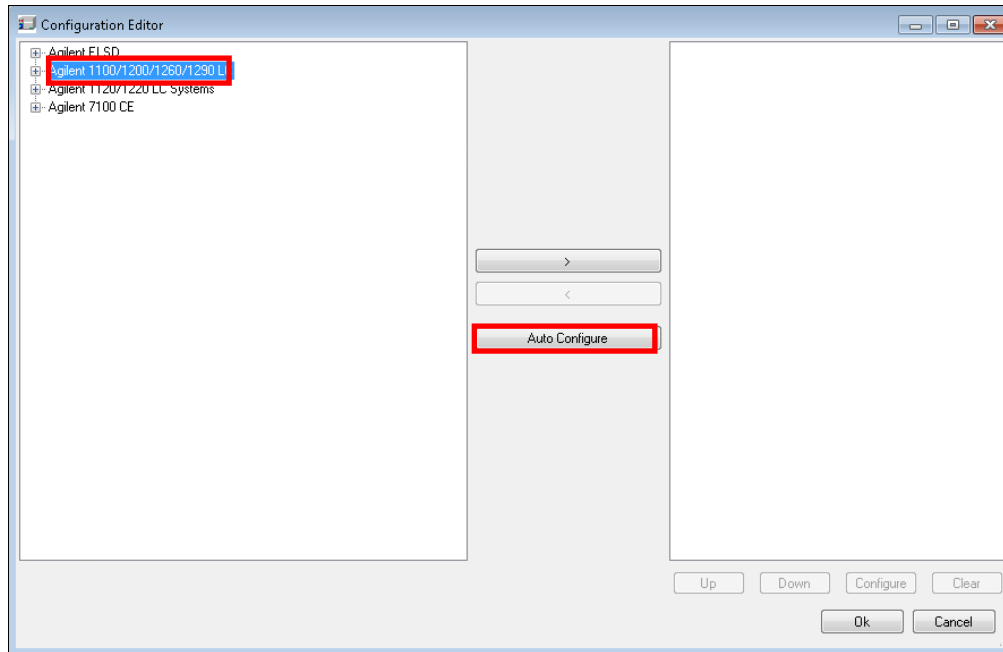 Configuration Editor
Agilent ELSD
Agilent 1100/1200/1260/1290 LC
Agilent 1120/1220 LC Systems
Agilent 7100 CE
>
<
Auto Configure
Up Down Configure Clear
Ok Cancel